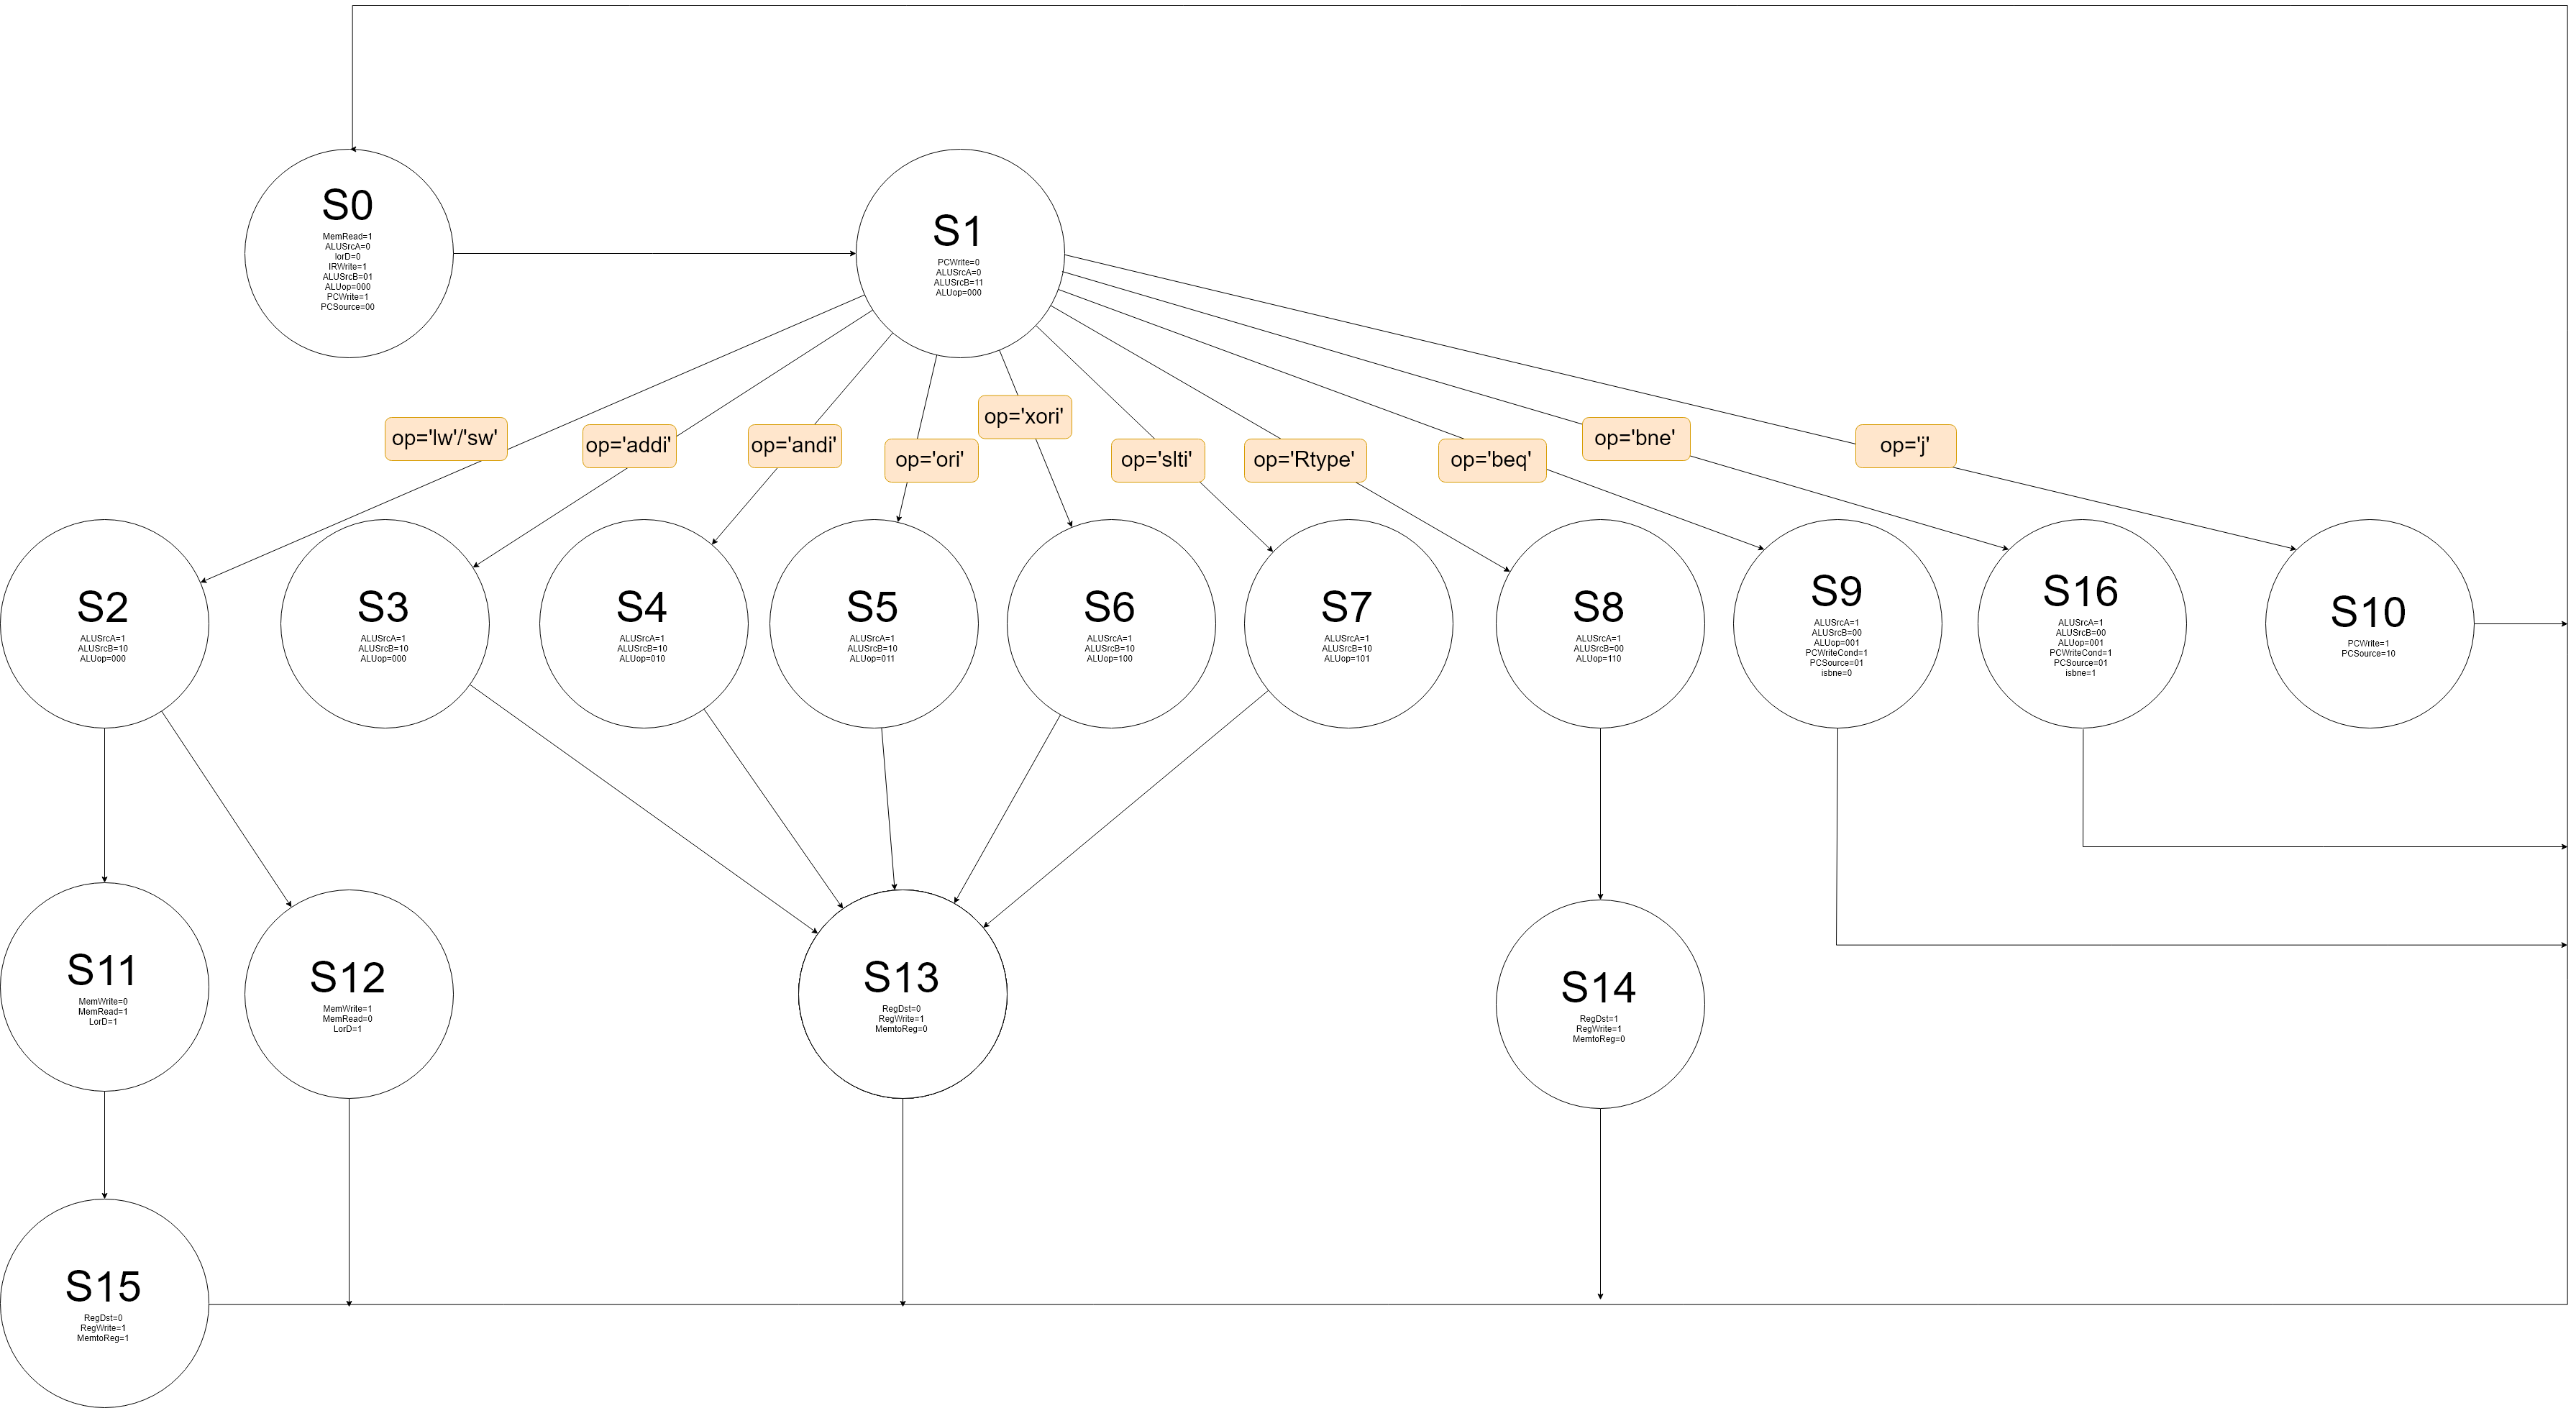 S0
MemRead=1
ALUSrcA=0
IorD=0
IRWrite=1
ALUSrcB=01
ALUop=000
PCWrite=1
PCSource=00
S1
PCWrite=0
ALUSrcA=0
ALUSrcB=11
ALUop=000
op='lw'/'sw'
op='addi'
op='andi'
op='ori'
op='xori'
op='slti'
op='Rtype'
op='beq'
op='bne'
op='j'
S2
ALUSrcA=1
ALUSrcB=10
ALUop=000
S3
ALUSrcA=1
ALUSrcB=10
ALUop=000
S4
ALUSrcA=1
ALUSrcB=10
ALUop=010
S5
ALUSrcA=1
ALUSrcB=10
ALUop=011
S6
ALUSrcA=1
ALUSrcB=10
ALUop=100
S7
ALUSrcA=1
ALUSrcB=10
ALUop=101
S8
ALUSrcA=1
ALUSrcB=00
ALUop=110
S9
ALUSrcA=1
ALUSrcB=00
ALUop=001
PCWriteCond=1
PCSource=01
isbne=0
S16
ALUSrcA=1
ALUSrcB=00
ALUop=001
PCWriteCond=1
PCSource=01
isbne=1
S10
PCWrite=1
PCSource=10
S11
MemWrite=0
MemRead=1
LorD=1
S12
MemWrite=1
MemRead=0
LorD=1
S13
RegDst=0
RegWrite=1
MemtoReg=0
S14
RegDst=1
RegWrite=1
MemtoReg=0
S15
RegDst=0
RegWrite=1
MemtoReg=1